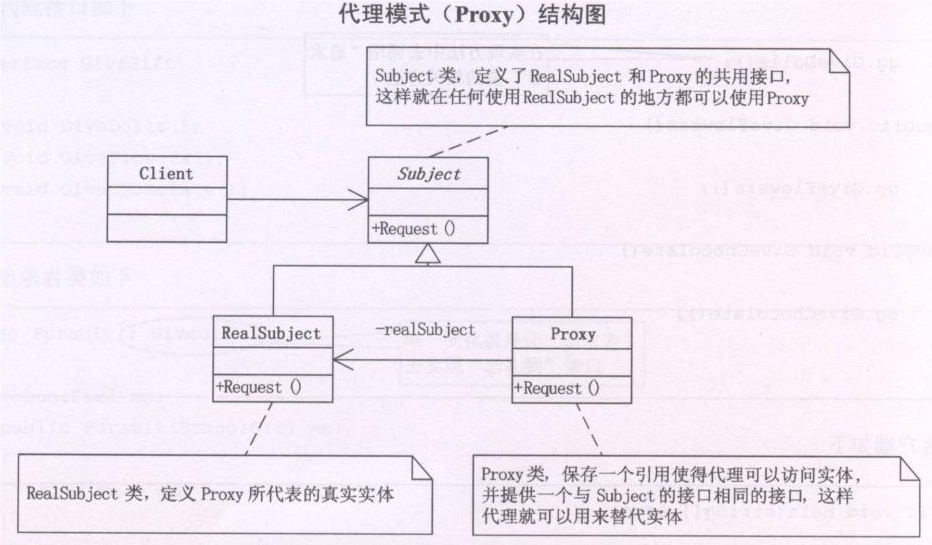 代理模式（Proxy）结构图
Subject 类，定义了 RealSubject 和 Proxy 的共用接口，
这样就在任何使用 RealSubject 的地方都可以使用 Proxy
Client
Subject
+Request()
RealSubject
-realSubject
Proxy
+Request()
+Request()
RealSubject 类，定义 Proxy 所代表的真实实体
Proxy 类，保存一个引用使得代理可以访问实体，
并提供一个与 Subject 的接口相同的接口，这样
代理就可以用来替代实体